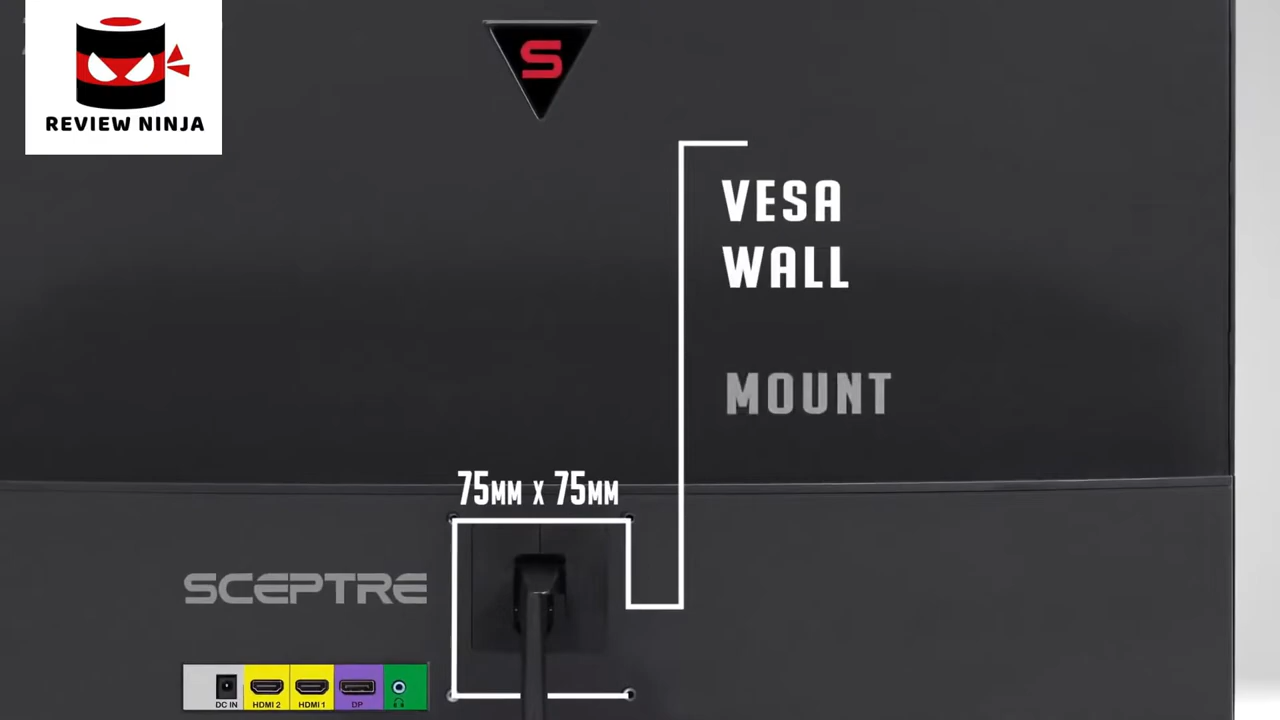 S
REVIEW NINJA
VESA
WALL
MOUNT
75MM X 75MM
SCEPTRE
DC IN
HDMI 2
HDMI 1
DP